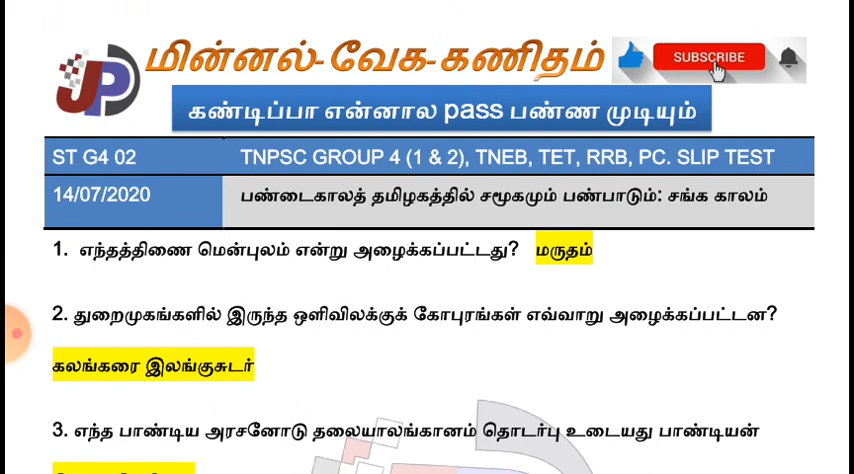 JP
மின்னல்-வேக-கணிதம்
SUBSCRIBE
கண்டிப்பா என்னால pass பண்ண முடியும்
ST G4 02 TNPSC GROUP 4 (1 & 2), TNEB, TET, RRB, PC. SLIP TEST
14/07/2020 பண்டைகாலத் தமிழகத்தில் சமூகமும் பண்பாடும்: சங்க காலம்
1. எந்தத்திணை மென்புலம் என்று அழைக்கப்பட்டது? மருதம்
2. துறைமுகங்களில் இருந்த ஒளிவிலக்குக் கோபுரங்கள் எவ்வாறு அழைக்கப்பட்டன?
கலங்கரை இலங்குசுடர்
3. எந்த பாண்டிய அரசனோடு தலையாலங்கானம் தொடர்பு உடையது பாண்டியன்